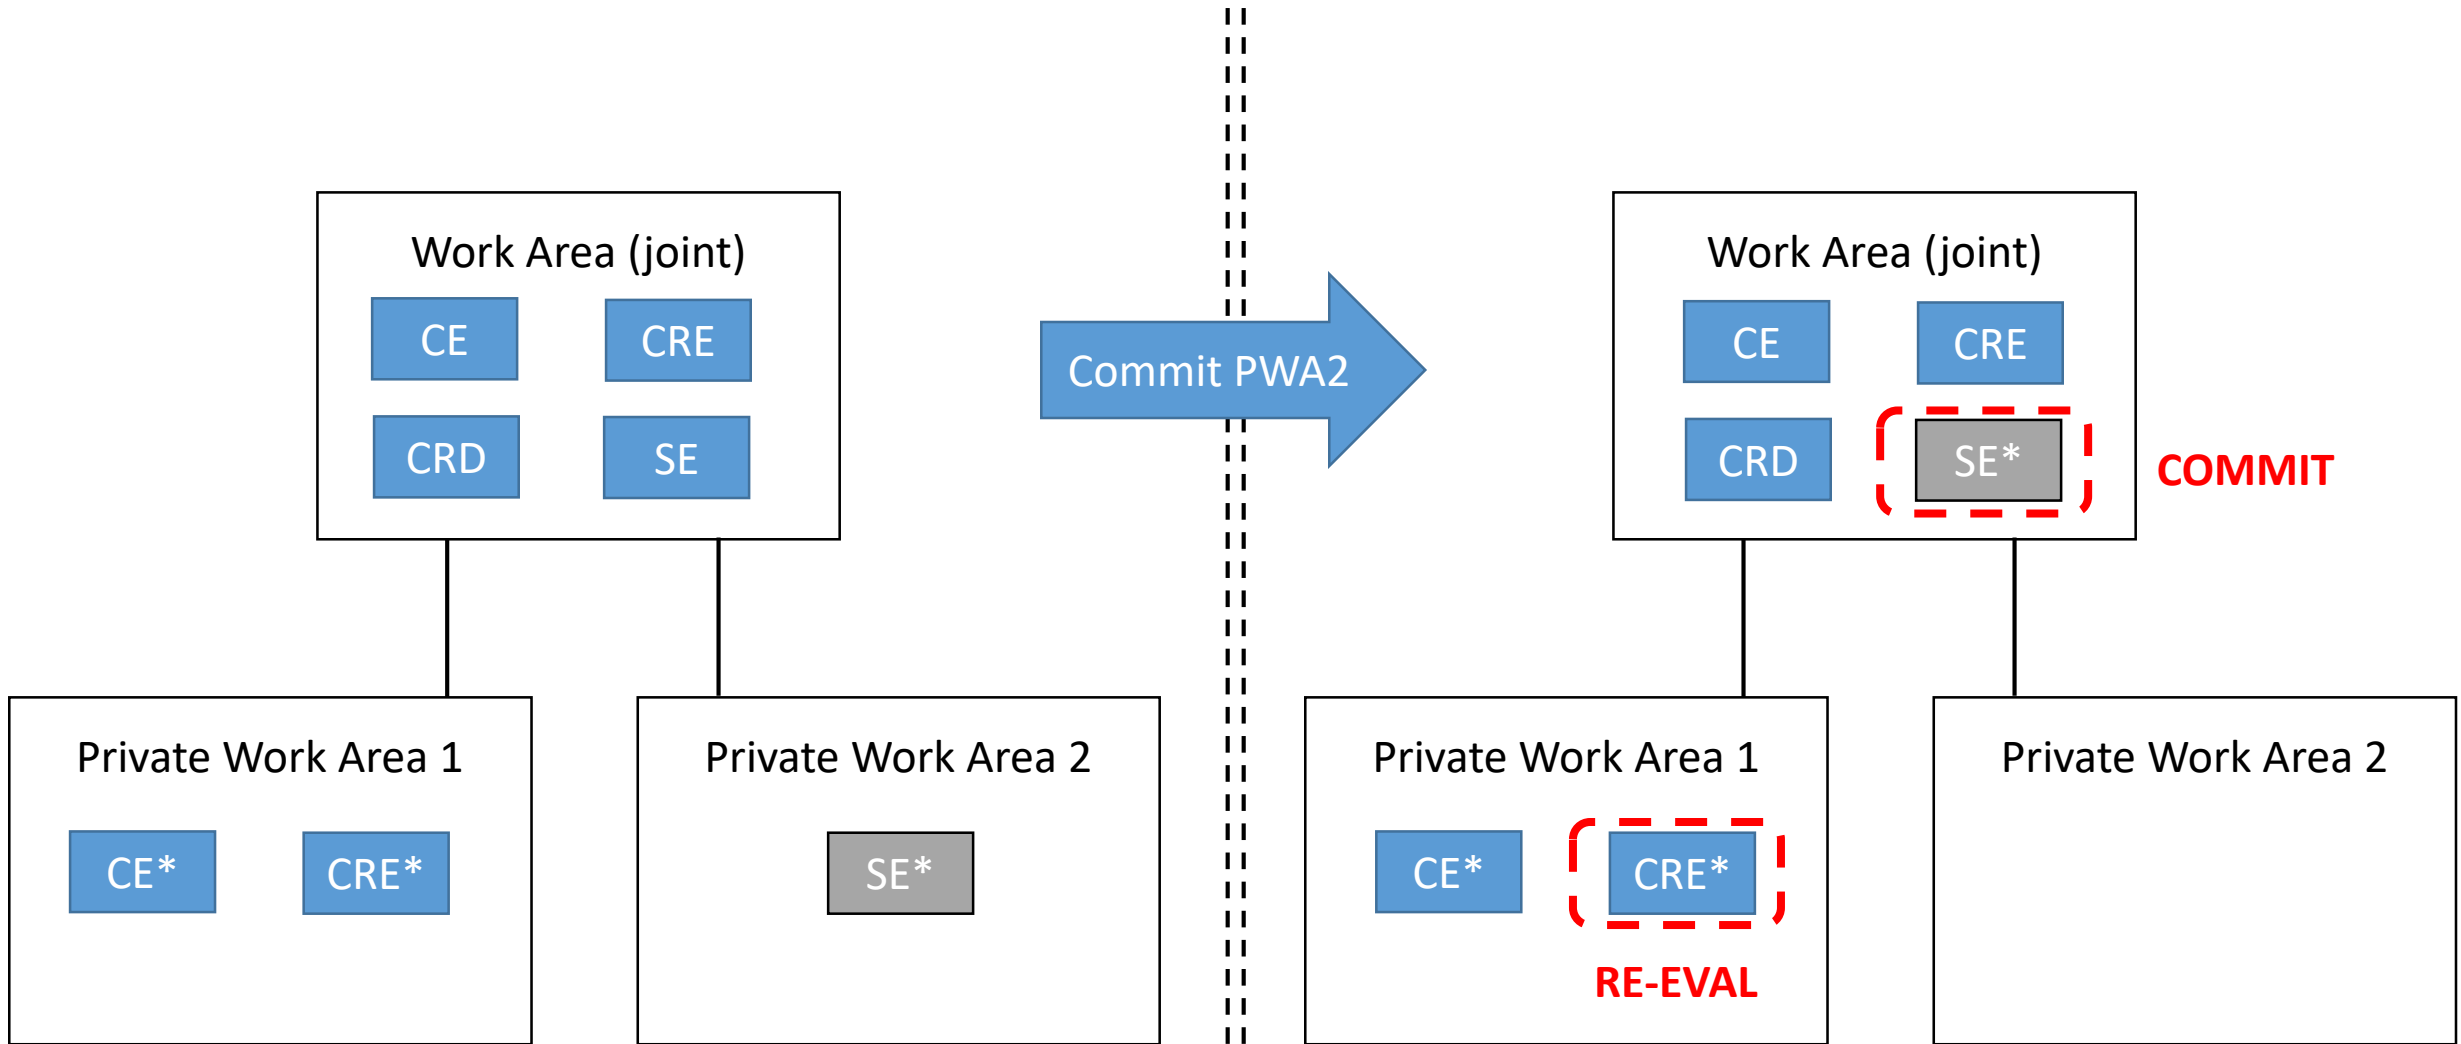 Work Area (joint)
CE
CRE
CRD
SE
Private Work Area 1
CE*
CRE*
Private Work Area 2
SE*
Commit PWA2
Work Area (joint)
CE
CRE
CRD
SE*
COMMIT
Private Work Area 1
CE*
CRE*
RE-EVAL
Private Work Area 2